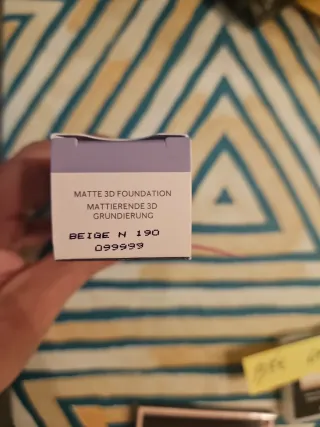 MATTE 3D FOUNDATION
MATTIERENDE 3D
GRUNDIERUNG
BEIGE N 190
099999